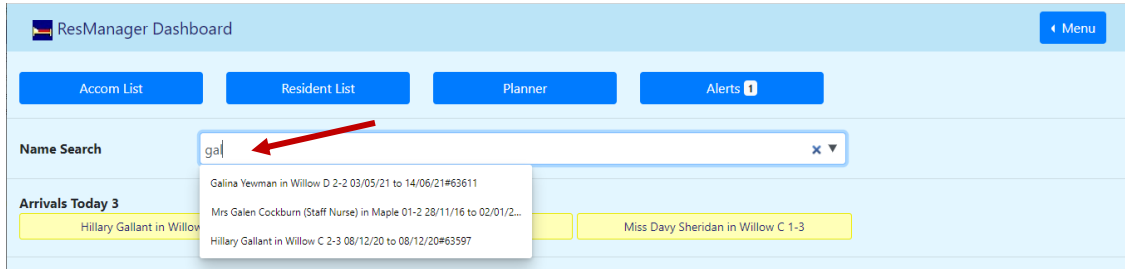 ResManager Dashboard
Menu
Accom List
Resident List
Planner
Alerts 1
Name Search
gal
Galina Yewman in Willow D 2-2 03/05/21 to 14/06/21#63611
Mrs Galen Cockburn (Staff Nurse) in Maple 01-2 28/11/16 to 02/01/2...
Hillary Gallant in Willow C 2-3 08/12/20 to 08/12/20#63597
Arrivals Today 3
Hillary Gallant in Willow
Miss Davy Sheridan in Willow C 1-3